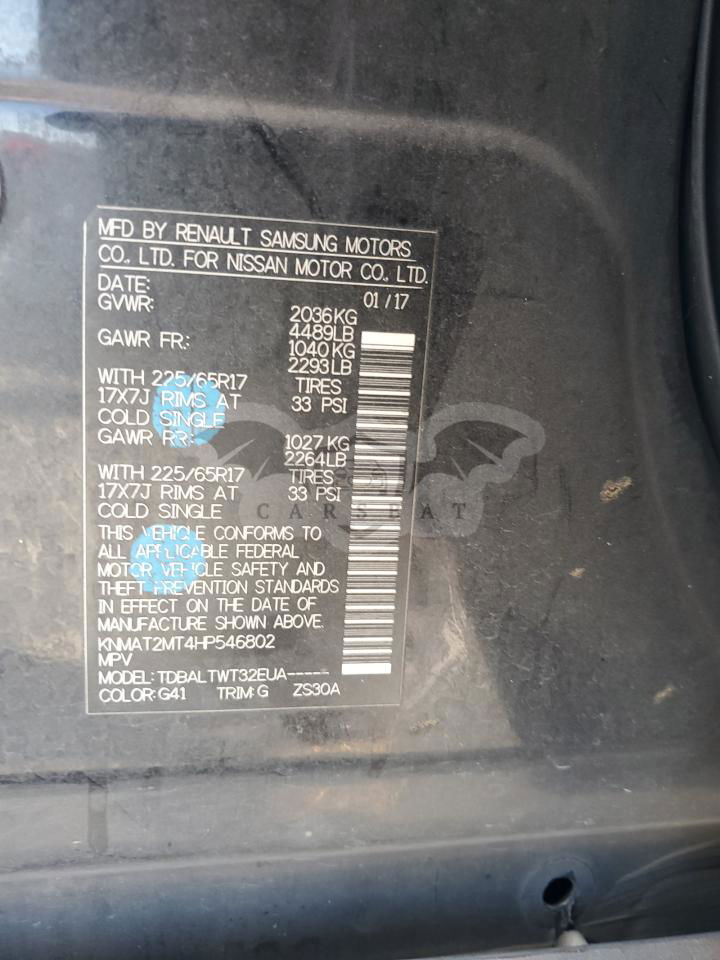 MFD BY RENAULT SAMSUNG MOTORS
CO., LTD. FOR NISSAN MOTOR CO., LTD.
DATE: 01/17
GVWR: 2036KG
4489LB
GAWR FR: 1040KG
2293LB
WITH 225/65R17 TIRES
17X7J RIMS AT 33 PSI
COLD SINGLE
GAWR RR: 1027KG
2264LB
WITH 225/65R17 TIRES
17X7J RIMS AT 33 PSI
COLD SINGLE
CARSEAT
THIS VEHICLE CONFORMS TO
ALL APPLICABLE FEDERAL
MOTOR VEHICLE SAFETY AND
THEFT PREVENTION STANDARDS
IN EFFECT ON THE DATE OF
MANUFACTURE SHOWN ABOVE.
KNMAT2MT4HP546802
MPV
MODEL: TDBALTWT32EUA-----
COLOR: G41 TRIM: G ZS30A